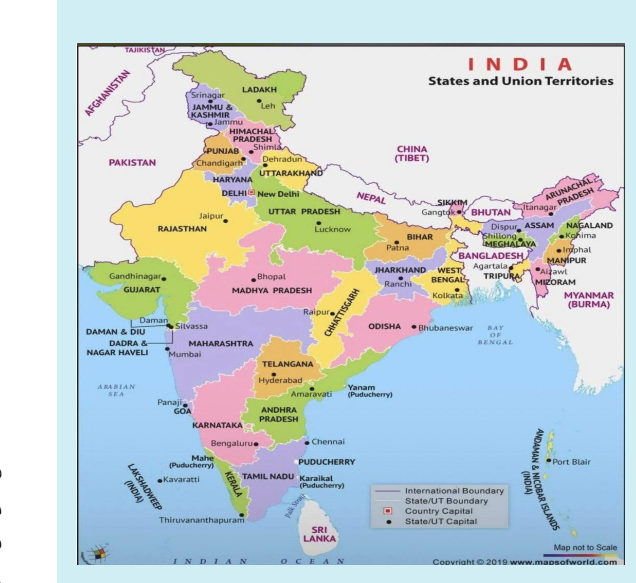 INDIA
States and Union Territories
TAJIKISTAN
AFGHANISTAN
PAKISTAN
CHINA
(TIBET)
NEPAL
BHUTAN
BANGLADESH
MYANMAR
(BURMA)
SRI
LANKA
LADAKH
Leh
Srinagar
JAMMU &
KASHMIR
Jammu
HIMACHAL
PRADESH
Shimla
PUNJAB
Chandigarh
Dehradun
UTTARAKHAND
HARYANA
DELHI
New Delhi
RAJASTHAN
Jaipur
UTTAR PRADESH
Lucknow
BIHAR
Patna
SIKKIM
Gangtok
ARUNACHAL
PRADESH
Itanagar
ASSAM
Dispur
NAGALAND
Kohima
Shillong
MEGHALAYA
Imphal
MANIPUR
Agartala
TRIPURA
Aizawl
MIZORAM
GUJARAT
Gandhinagar
MADHYA PRADESH
Bhopal
JHARKHAND
Ranchi
WEST
BENGAL
Kolkata
CHHATTISGARH
Raipur
ODISHA
Bhubaneswar
Daman
DAMAN & DIU
Silvassa
DADRA &
NAGAR HAVELI
MAHARASHTRA
Mumbai
TELANGANA
Hyderabad
Amaravati
Yanam
(Puducherry)
ANDHRA
PRADESH
Panaji
GOA
KARNATAKA
Bengaluru
Chennai
Mahe
(Puducherry)
PUDUCHERRY
KERALA
TAMIL NADU
Karaikal
(Puducherry)
Thiruvananthapuram
LAKSHADWEEP
(INDIA)
Kavaratti
ANDAMAN & NICOBAR ISLANDS
(INDIA)
Port Blair
ARABIAN
SEA
BAY
OF
BENGAL
Palk Strait
INDIAN OCEAN
International Boundary
State/UT Boundary
Country Capital
State/UT Capital
Map not to Scale
Copyright © 2019 www.mapsofworld.com